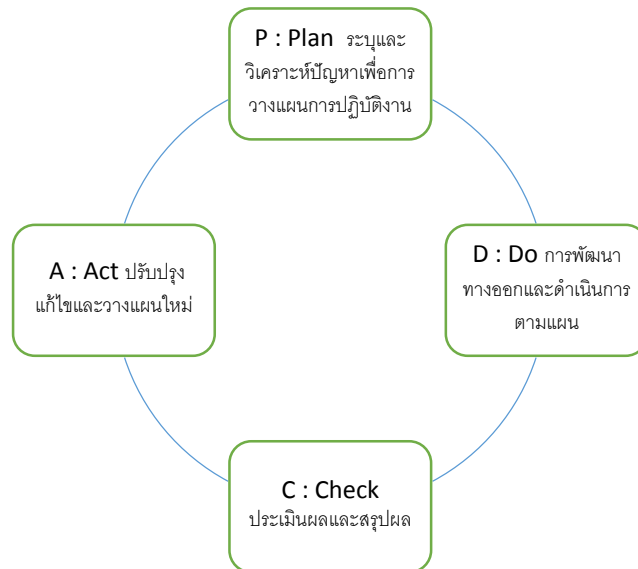 P : Plan ระบุและ
วิเคราะห์ปัญหาเพื่อการ
วางแผนการปฏิบัติงาน
D : Do การพัฒนา
ทางออกและดำเนินการ
ตามแผน
C : Check
ประเมินผลและสรุปผล
A : Act ปรับปรุง
แก้ไขและวางแผนใหม่